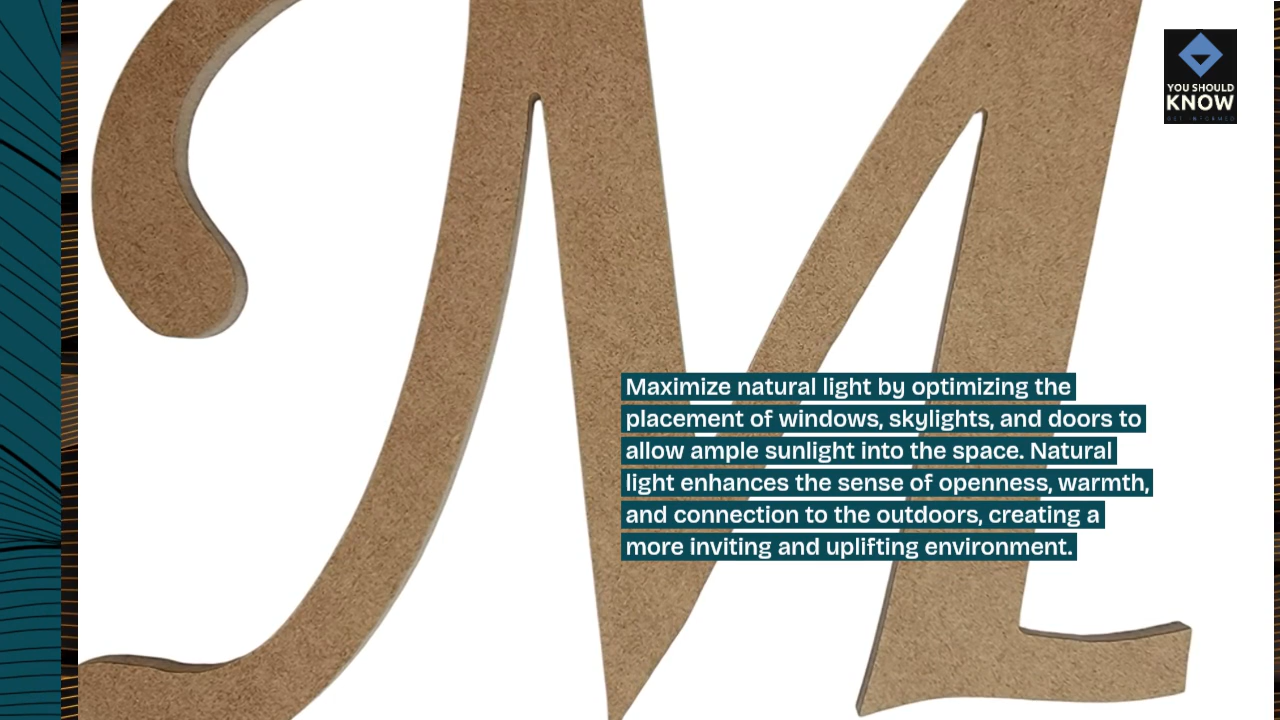 YOU SHOULD
KNOW
GET INFORMED
M
Maximize natural light by optimizing the
placement of windows, skylights, and doors to
allow ample sunlight into the space. Natural
light enhances the sense of openness, warmth,
and connection to the outdoors, creating a
more inviting and uplifting environment.